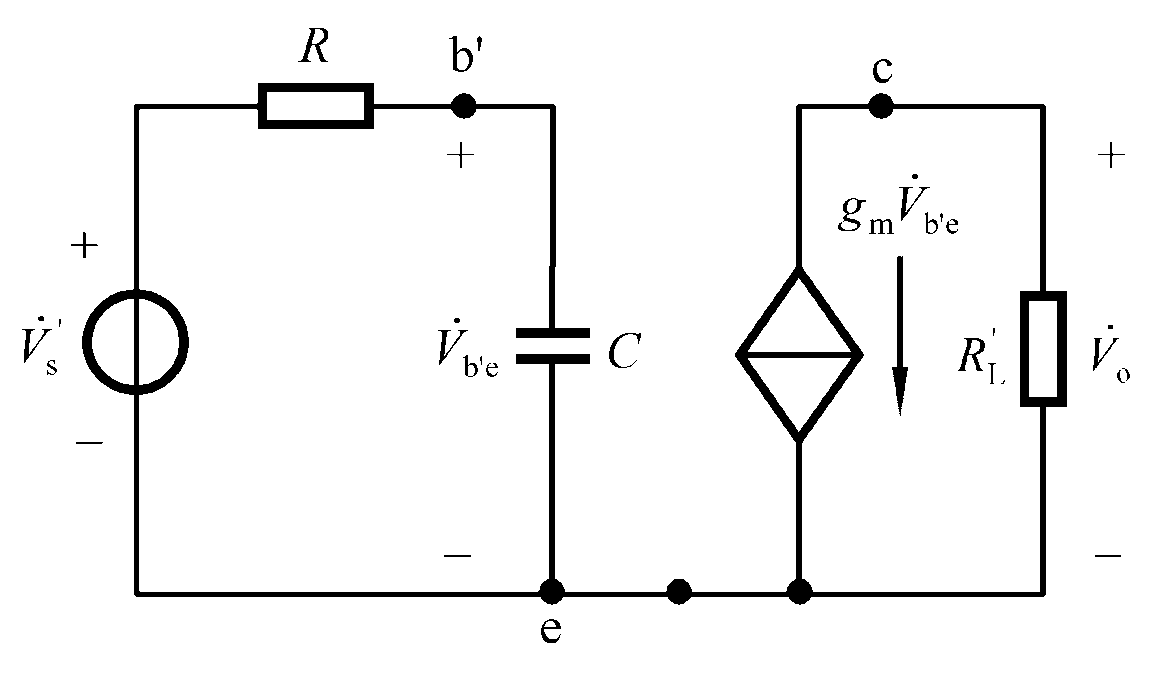 R
b'
c
+
+
+
g_m V̇_b'e
V̇_s'
V̇_b'e
C
R_L'
V̇_o
−
−
−
e